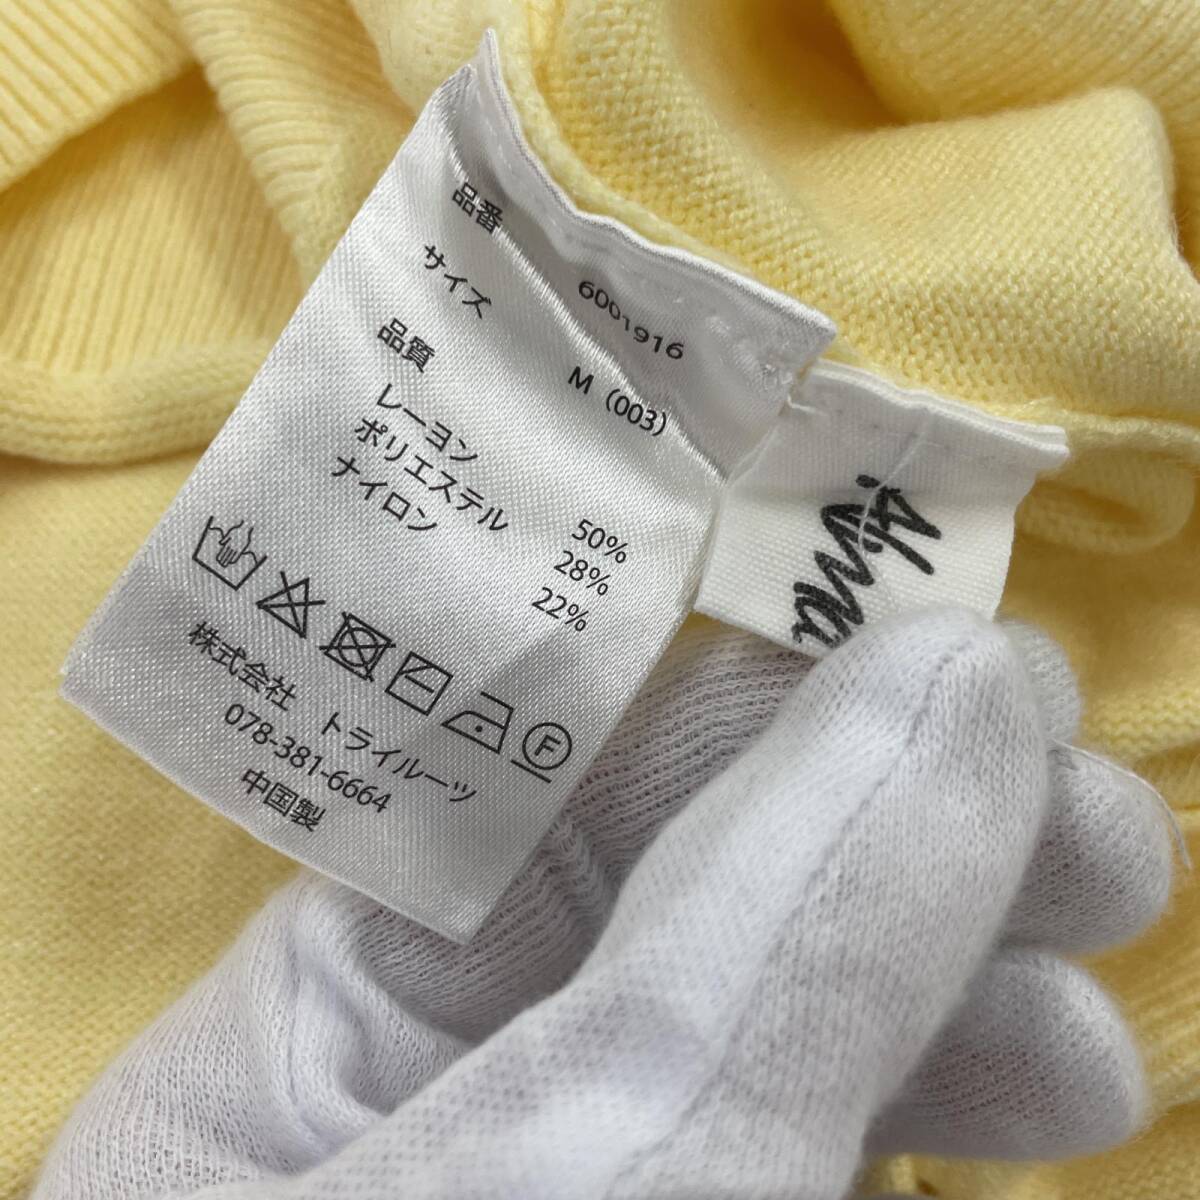 品番 6001916
サイズ M (003)
品質
レーヨン 50%
ポリエステル 28%
ナイロン 22%
F
株式会社 トライルーツ
078-381-6664
中国製